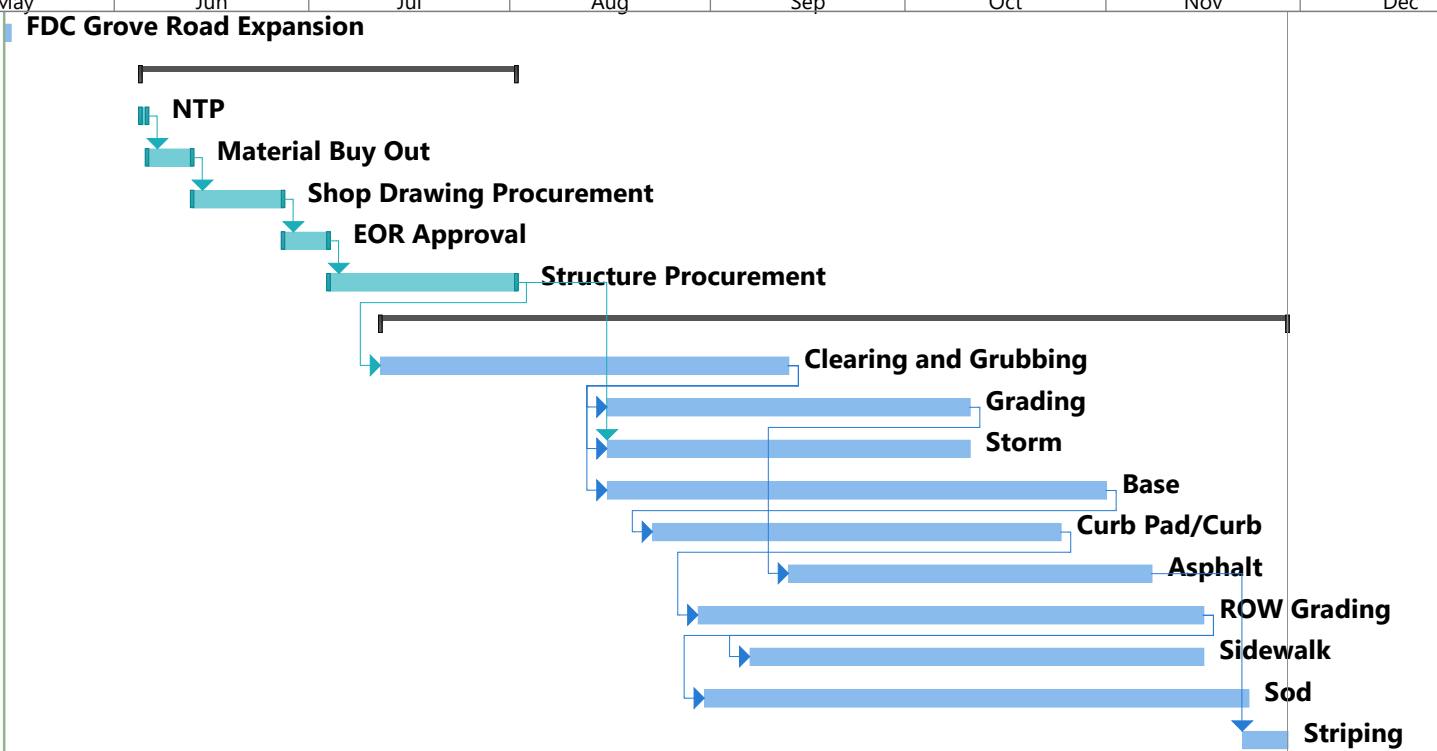 May Jun Jul Aug Sep Oct Nov Dec
FDC Grove Road Expansion
NTP
Material Buy Out
Shop Drawing Procurement
EOR Approval
Structure Procurement
Clearing and Grubbing
Grading
Storm
Base
Curb Pad/Curb
Asphalt
ROW Grading
Sidewalk
Sod
Striping